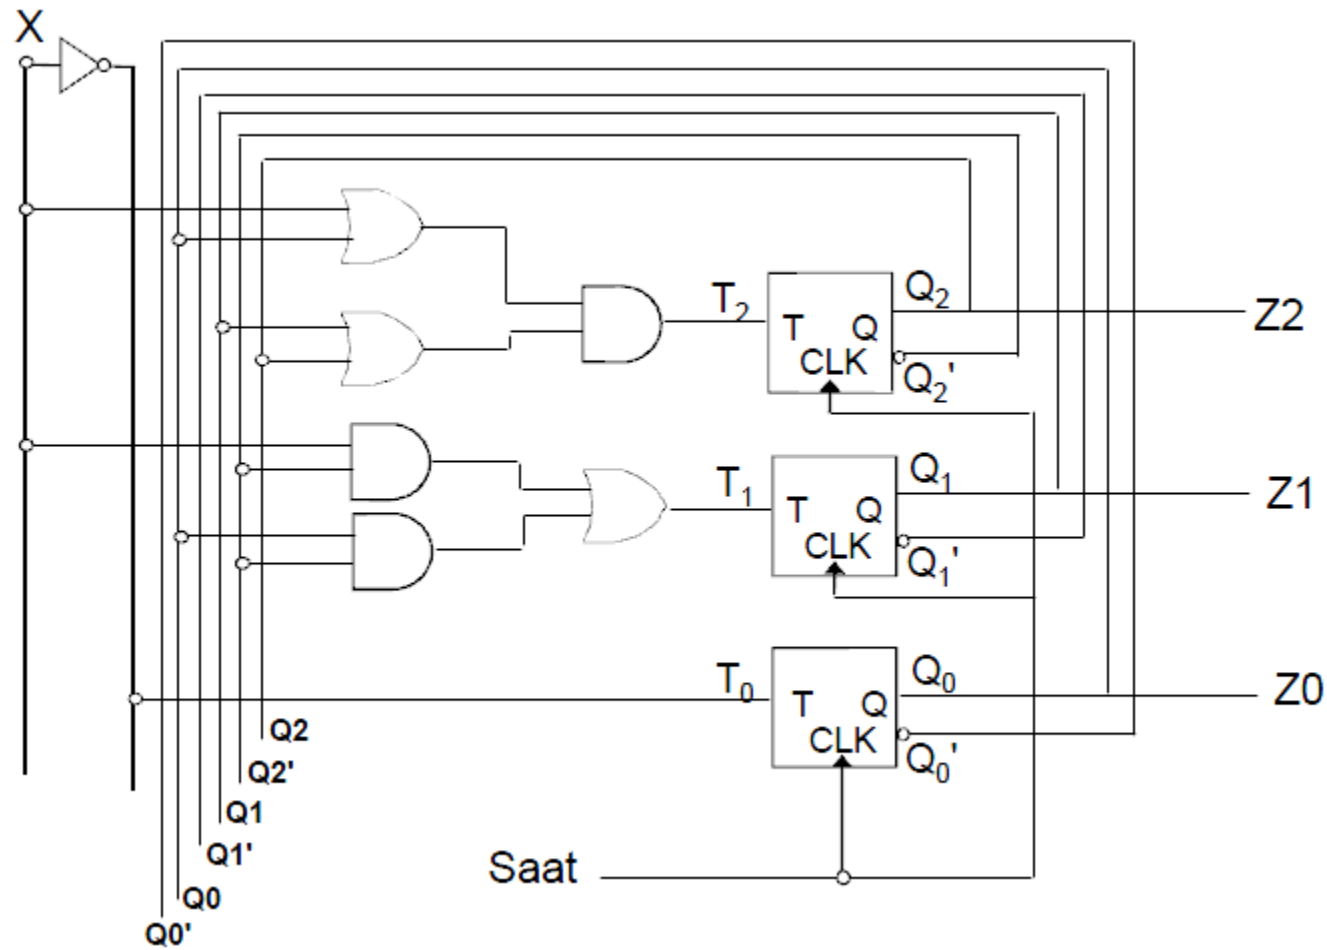 X
T₂
T Q
CLK
Q₂
Q₂'
Z2
T₁
T Q
CLK
Q₁
Q₁'
Z1
T₀
T Q
CLK
Q₀
Q₀'
Z0
Q2
Q2'
Q1
Q1'
Q0
Q0'
Saat